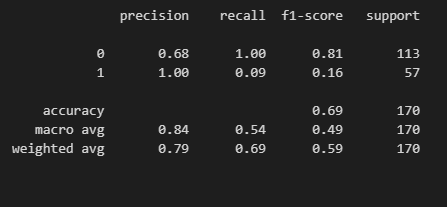 precision recall f1-score support
0 0.68 1.00 0.81 113
1 1.00 0.09 0.16 57
accuracy 0.69 170
macro avg 0.84 0.54 0.49 170
weighted avg 0.79 0.69 0.59 170